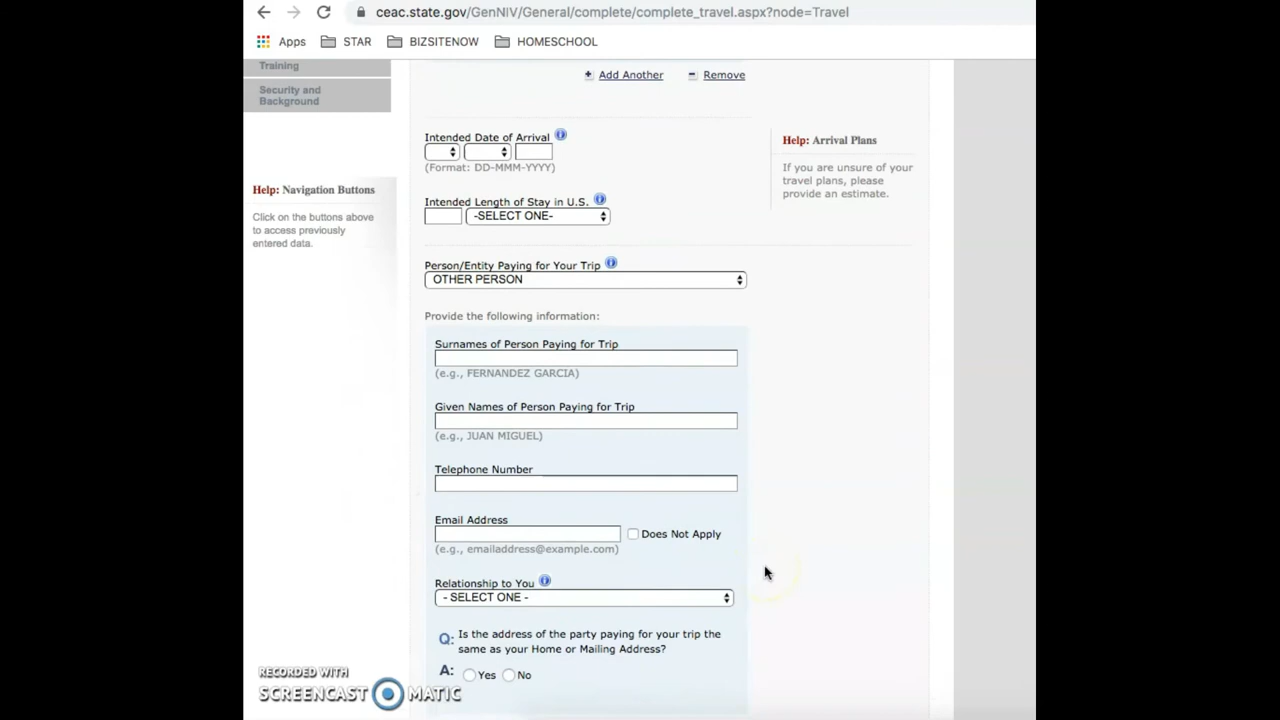 ceac.state.gov/GenNIV/General/complete/complete_travel.aspx?node=Travel
Apps STAR BIZSITENOW HOMESCHOOL
Training
Security and
Background
Help: Navigation Buttons
Click on the buttons above
to access previously
entered data.
Add Another Remove
Intended Date of Arrival
(Format: DD-MMM-YYYY)
Help: Arrival Plans
If you are unsure of your
travel plans, please
provide an estimate.
Intended Length of Stay in U.S.
-SELECT ONE-
Person/Entity Paying for Your Trip
OTHER PERSON
Provide the following information:
Surnames of Person Paying for Trip
(e.g., FERNANDEZ GARCIA)
Given Names of Person Paying for Trip
(e.g., JUAN MIGUEL)
Telephone Number
Email Address
Does Not Apply
(e.g., emailaddress@example.com)
Relationship to You
- SELECT ONE -
Q: Is the address of the party paying for your trip the
same as your Home or Mailing Address?
A: Yes No
RECORDED WITH
SCREENCAST MATIC